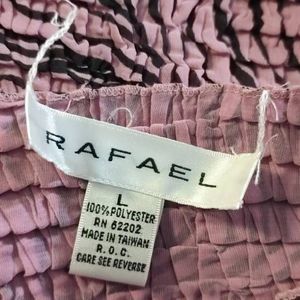 RAFAEL
L
100% POLYESTER
RN 62202
MADE IN TAIWAN
R. O. C.
CARE SEE REVERSE